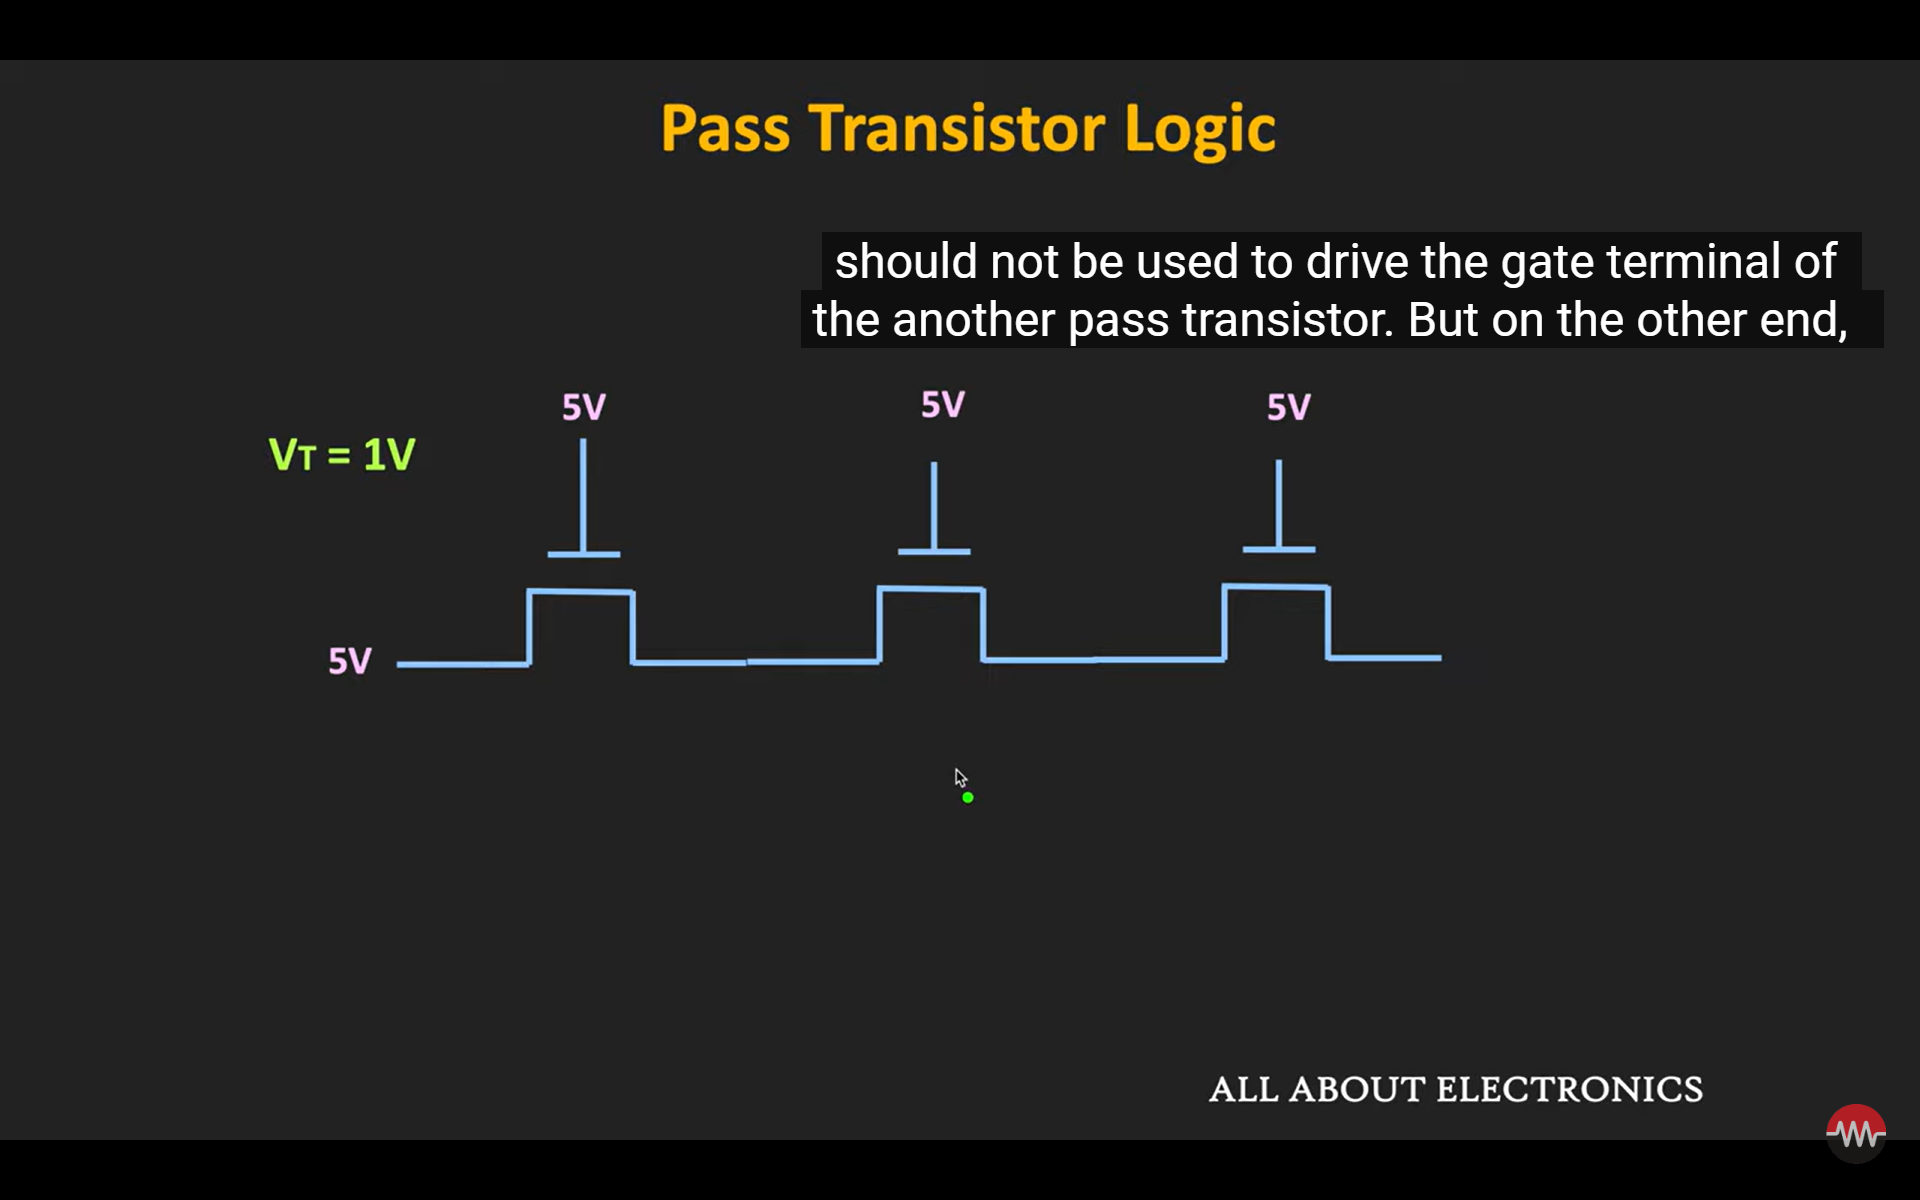 Pass Transistor Logic
should not be used to drive the gate terminal of
the another pass transistor. But on the other end,
5V 5V 5V
VT = 1V
5V
ALL ABOUT ELECTRONICS